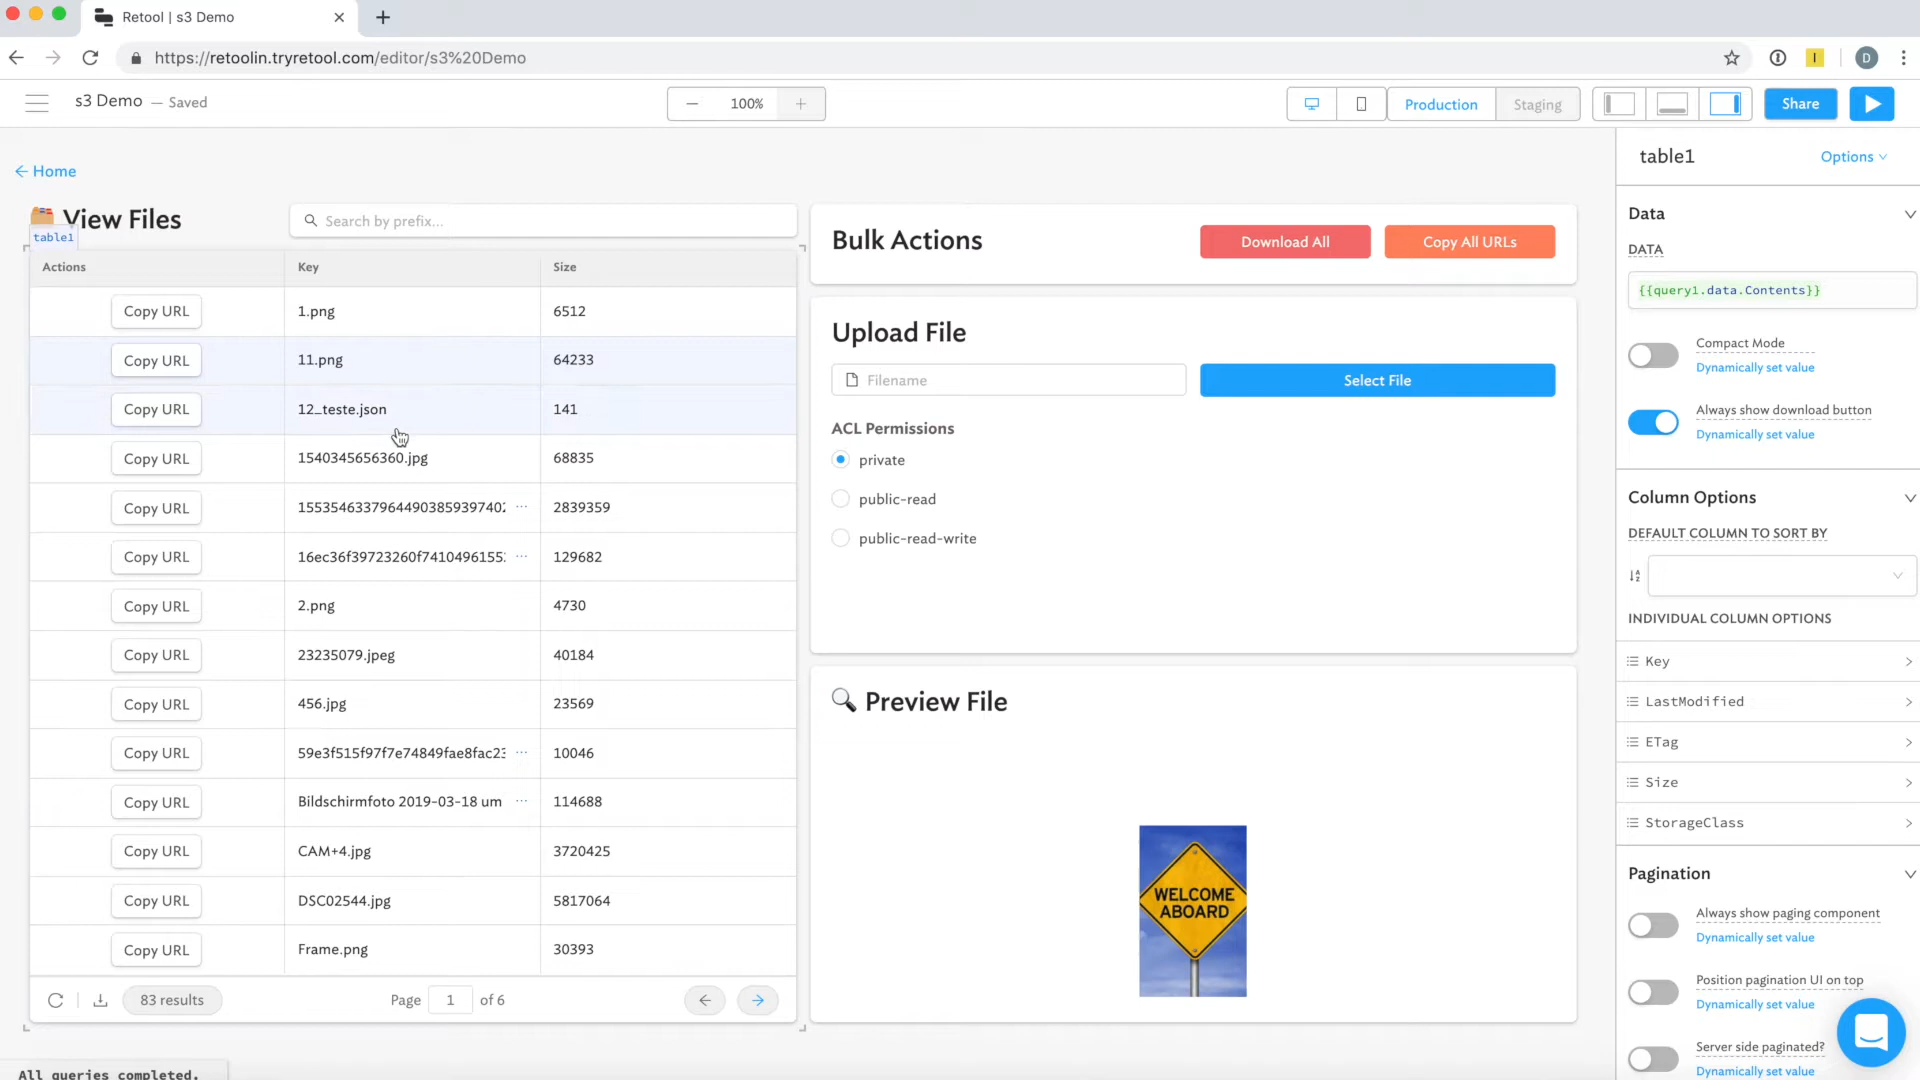 Retool | s3 Demo
https://retoolin.tryretool.com/editor/s3%20Demo
D
s3 Demo — Saved
100%
Production
Staging
Share
Home
View Files
Search by prefix...
table1
Actions Key Size
Copy URL 1.png 6512
Copy URL 11.png 64233
Copy URL 12_teste.json 141
Copy URL 1540345656360.jpg 68835
Copy URL 1553546337964490385939740 ... 2839359
Copy URL 16ec36f39723260f7410496155 ... 129682
Copy URL 2.png 4730
Copy URL 23235079.jpeg 40184
Copy URL 456.jpg 23569
Copy URL 59e3f515f97f7e74849fae8fac2 ... 10046
Copy URL Bildschirmfoto 2019-03-18 um ... 114688
Copy URL CAM+4.jpg 3720425
Copy URL DSC02544.jpg 5817064
Copy URL Frame.png 30393
83 results
Page 1 of 6
All queries completed.
Bulk Actions
Download All
Copy All URLs
Upload File
Filename
Select File
ACL Permissions
private
public-read
public-read-write
Preview File
WELCOME
ABOARD
table1
Options
Data
DATA
{{query1.data.Contents}}
Compact Mode
Dynamically set value
Always show download button
Dynamically set value
Column Options
DEFAULT COLUMN TO SORT BY
INDIVIDUAL COLUMN OPTIONS
Key
LastModified
ETag
Size
StorageClass
Pagination
Always show paging component
Dynamically set value
Position pagination UI on top
Dynamically set value
Server side paginated?
Dynamically set value